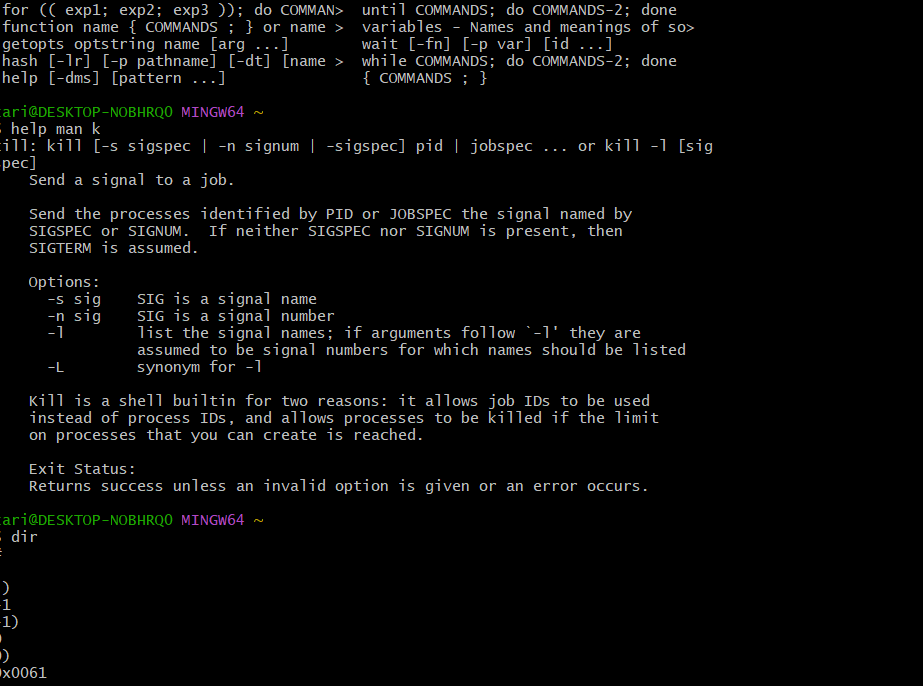 for (( exp1; exp2; exp3 )); do COMMAN>  until COMMANDS; do COMMANDS-2; done
function name { COMMANDS ; } or name >  variables - Names and meanings of so>
getopts optstring name [arg ...]        wait [-fn] [-p var] [id ...]
hash [-lr] [-p pathname] [-dt] [name >  while COMMANDS; do COMMANDS-2; done
help [-dms] [pattern ...]               { COMMANDS ; }
tari@DESKTOP-NOBHRQO MINGW64 ~
$ help man k
kill: kill [-s sigspec | -n signum | -sigspec] pid | jobspec ... or kill -l [sig
spec]
Send a signal to a job.
Send the processes identified by PID or JOBSPEC the signal named by
SIGSPEC or SIGNUM.  If neither SIGSPEC nor SIGNUM is present, then
SIGTERM is assumed.
Options:
-s sig    SIG is a signal name
-n sig    SIG is a signal number
-l        list the signal names; if arguments follow `-l' they are
assumed to be signal numbers for which names should be listed
-L        synonym for -l
Kill is a shell builtin for two reasons: it allows job IDs to be used
instead of process IDs, and allows processes to be killed if the limit
on processes that you can create is reached.
Exit Status:
Returns success unless an invalid option is given or an error occurs.
tari@DESKTOP-NOBHRQO MINGW64 ~
$ dir
)
-1
-1)
)
0x0061